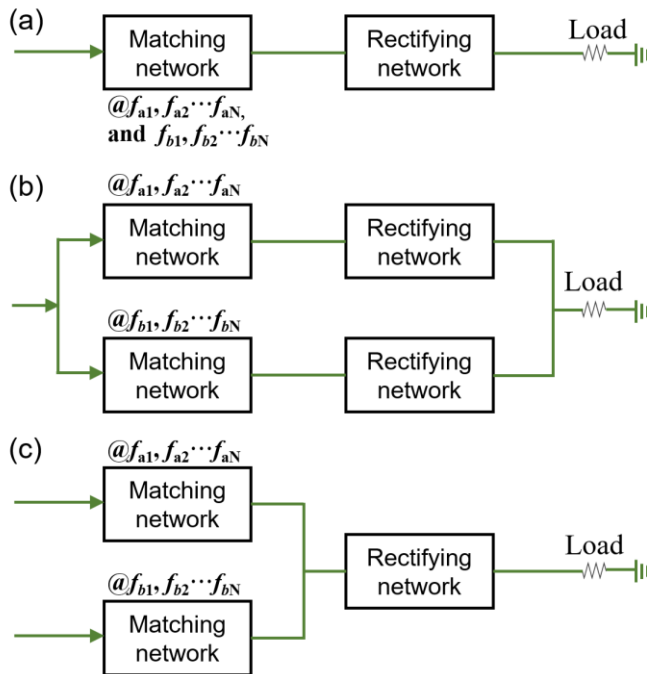 (a)
Matching
network
Rectifying
network
Load
@fa1, fa2···faN,
and fb1, fb2···fbN
(b)
@fa1, fa2···faN
Matching
network
Rectifying
network
Load
@fb1, fb2···fbN
Matching
network
Rectifying
network
(c)
@fa1, fa2···faN
Matching
network
Rectifying
network
Load
@fb1, fb2···fbN
Matching
network